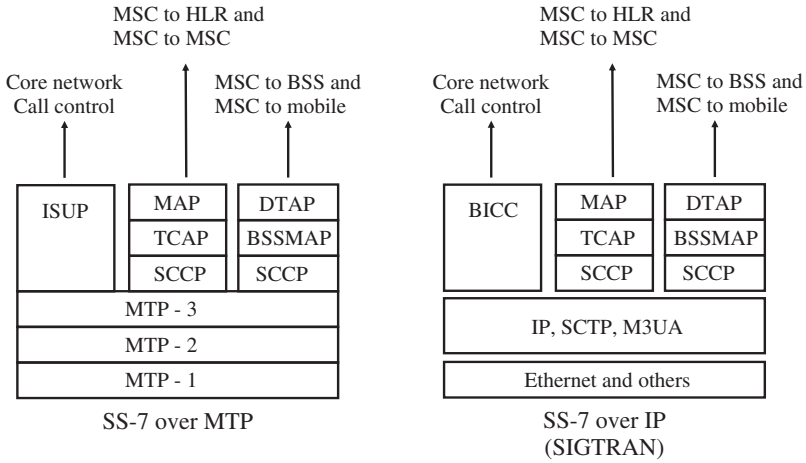 MSC to HLR and
MSC to MSC
Core network
Call control
MSC to BSS and
MSC to mobile
ISUP
MAP
DTAP
TCAP
BSSMAP
SCCP
SCCP
MTP - 3
MTP - 2
MTP - 1
SS-7 over MTP
MSC to HLR and
MSC to MSC
Core network
Call control
MSC to BSS and
MSC to mobile
BICC
MAP
DTAP
TCAP
BSSMAP
SCCP
SCCP
IP, SCTP, M3UA
Ethernet and others
SS-7 over IP
(SIGTRAN)